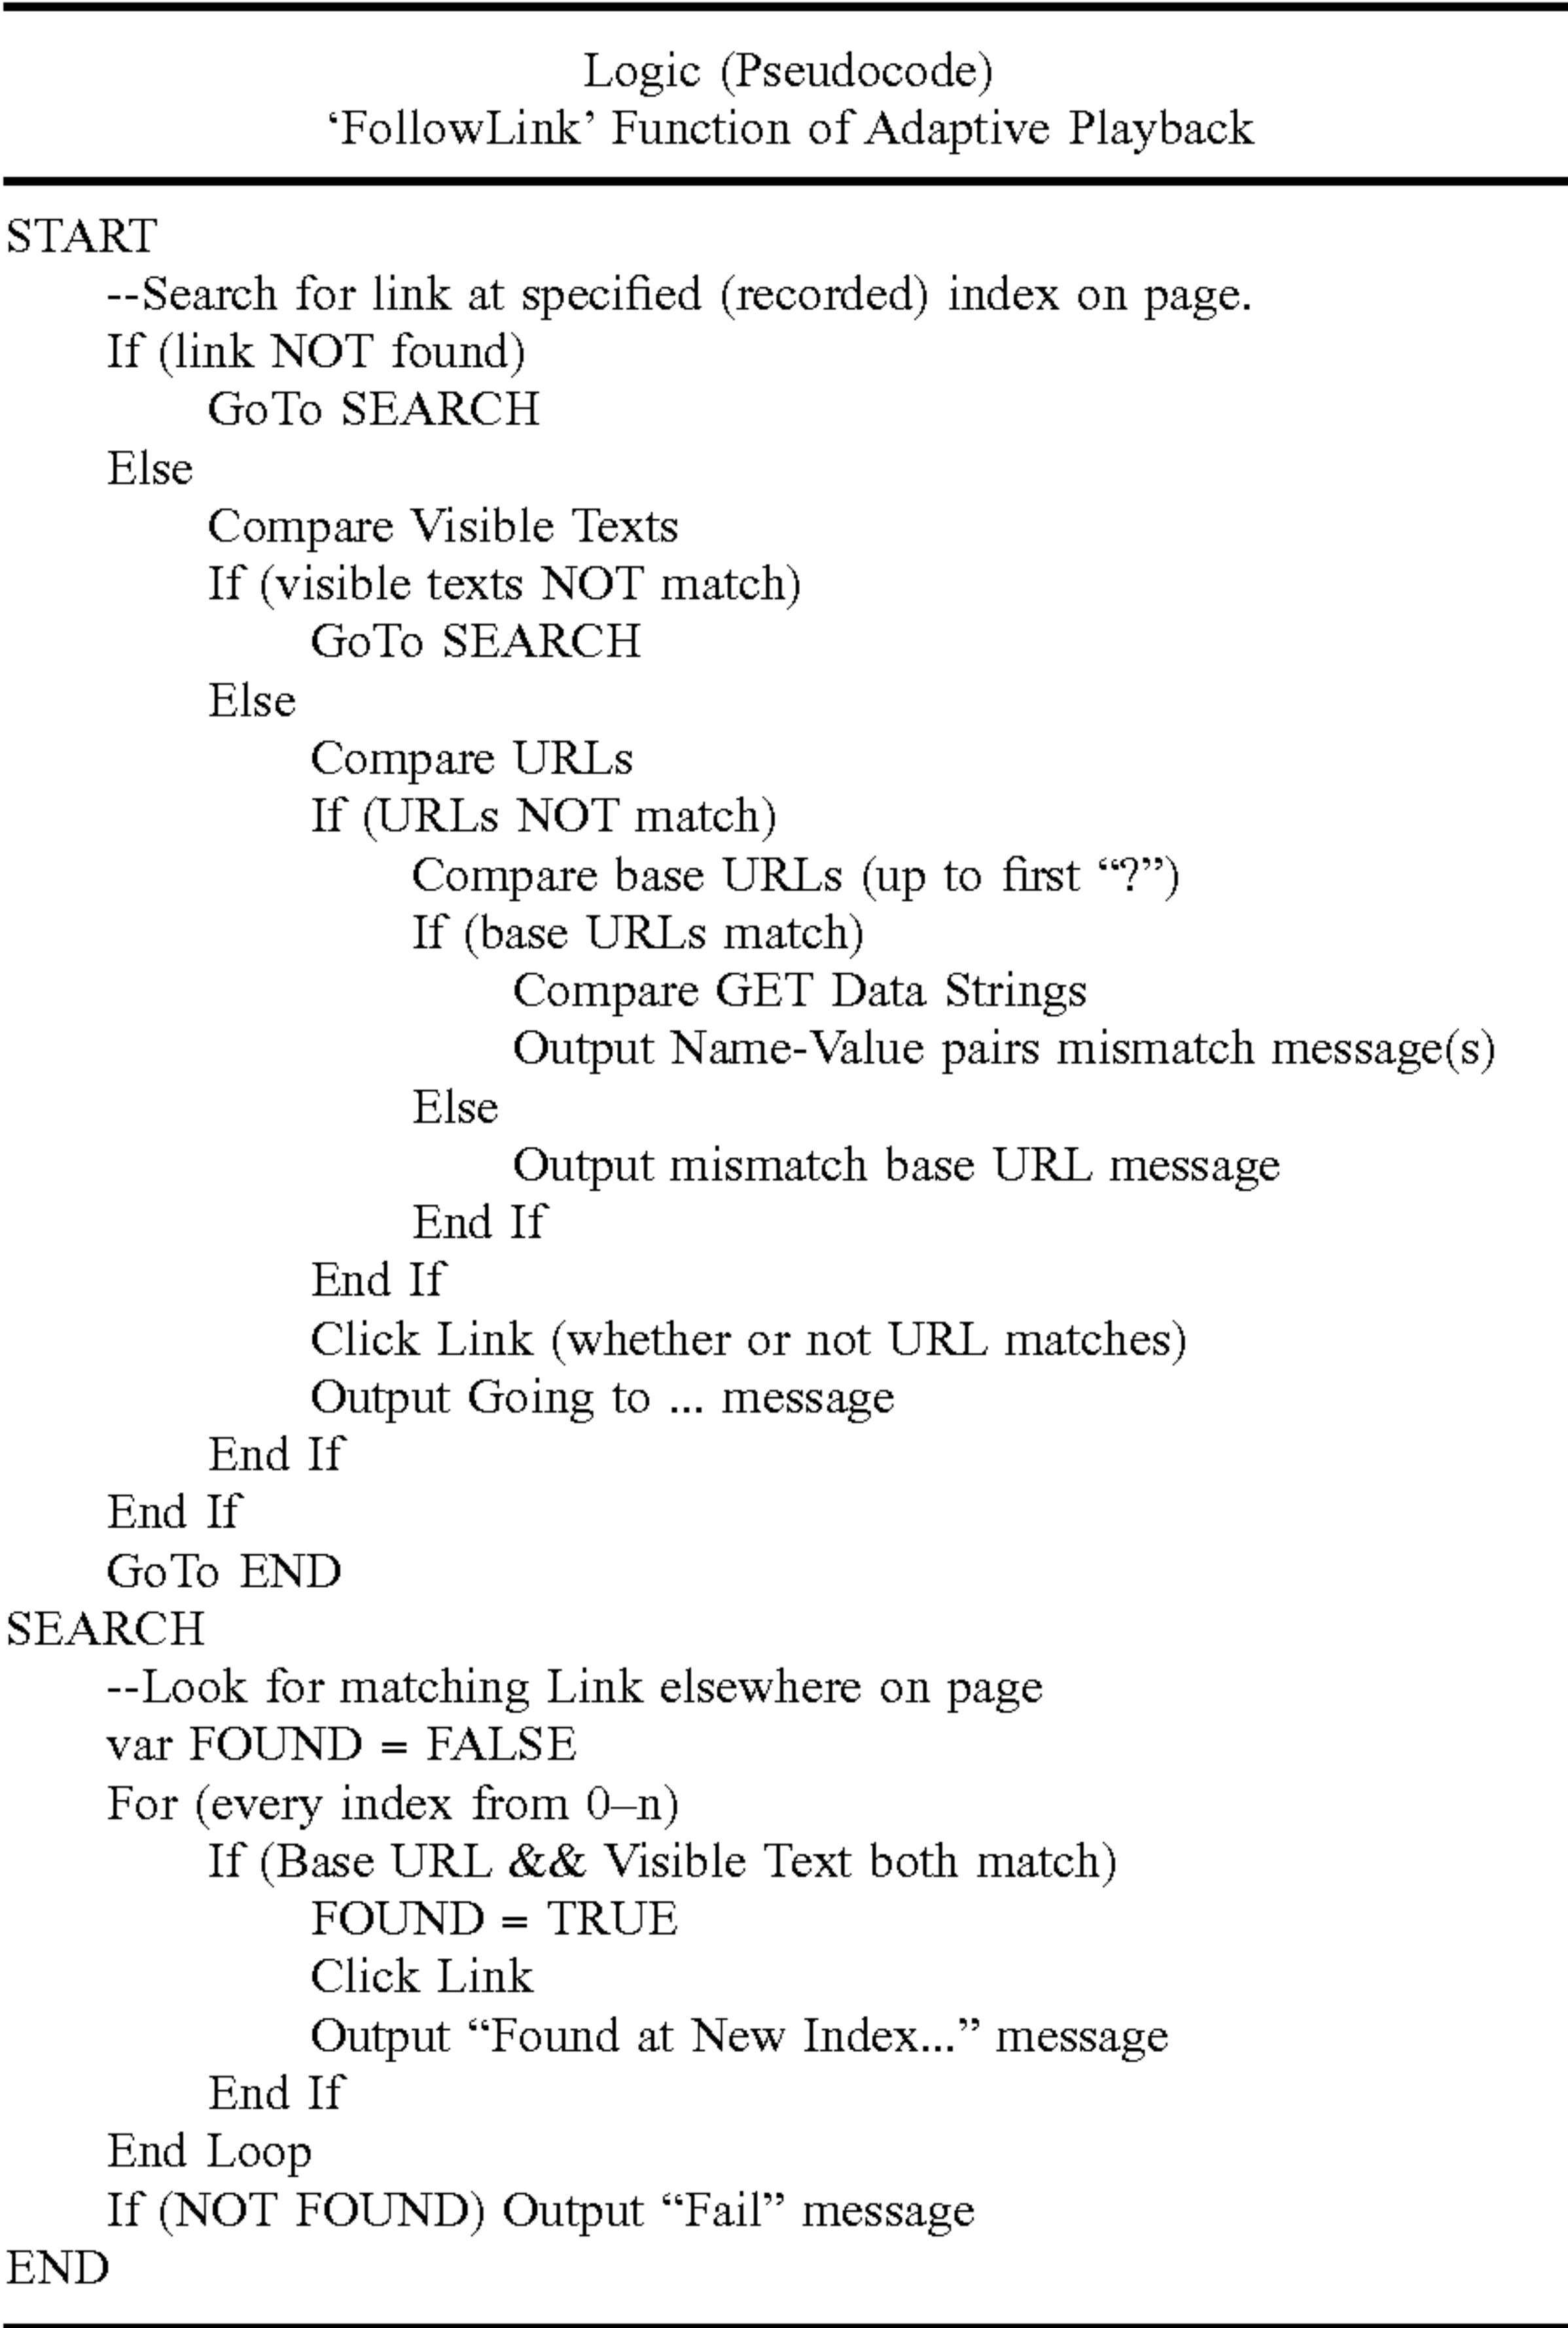 Logic (Pseudocode)
‘FollowLink’ Function of Adaptive Playback
START
--Search for link at specified (recorded) index on page.
If (link NOT found)
GoTo SEARCH
Else
Compare Visible Texts
If (visible texts NOT match)
GoTo SEARCH
Else
Compare URLs
If (URLs NOT match)
Compare base URLs (up to first “?”)
If (base URLs match)
Compare GET Data Strings
Output Name-Value pairs mismatch message(s)
Else
Output mismatch base URL message
End If
End If
Click Link (whether or not URL matches)
Output Going to ... message
End If
End If
GoTo END
SEARCH
--Look for matching Link elsewhere on page
var FOUND = FALSE
For (every index from 0–n)
If (Base URL && Visible Text both match)
FOUND = TRUE
Click Link
Output “Found at New Index...” message
End If
End Loop
If (NOT FOUND) Output “Fail” message
END